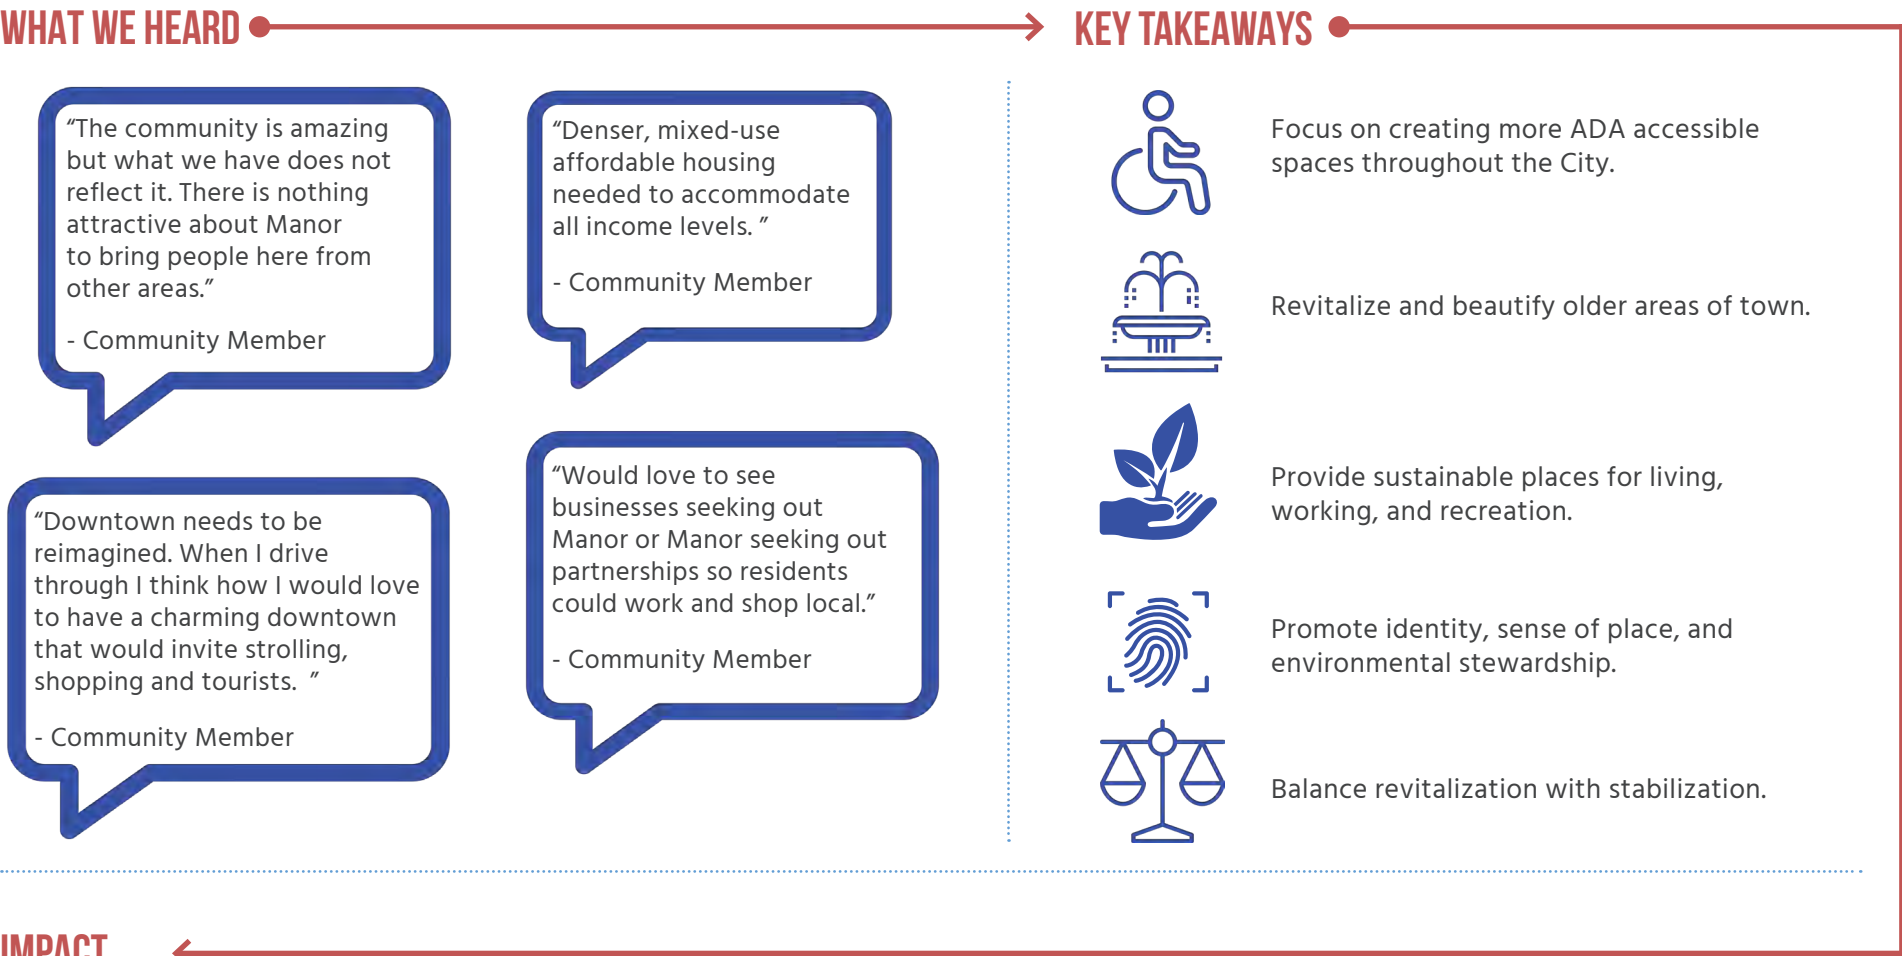 WHAT WE HEARD
"The community is amazing
but what we have does not
reflect it. There is nothing
attractive about Manor
to bring people here from
other areas."
- Community Member
"Denser, mixed-use
affordable housing
needed to accommodate
all income levels. "
- Community Member
"Downtown needs to be
reimagined. When I drive
through I think how I would love
to have a charming downtown
that would invite strolling,
shopping and tourists.  "
- Community Member
"Would love to see
businesses seeking out
Manor or Manor seeking out
partnerships so residents
could work and shop local."
- Community Member
KEY TAKEAWAYS
Focus on creating more ADA accessible
spaces throughout the City.
Revitalize and beautify older areas of town.
Provide sustainable places for living,
working, and recreation.
Promote identity, sense of place, and
environmental stewardship.
Balance revitalization with stabilization.
IMPACT